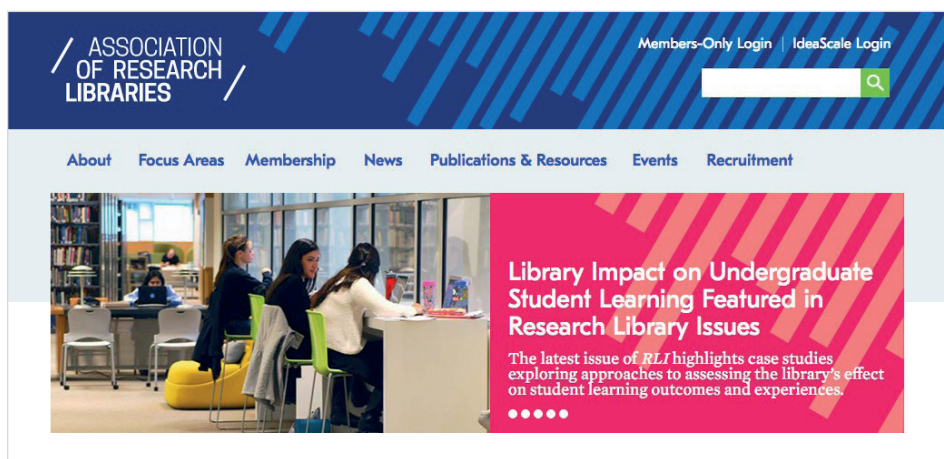 ASSOCIATION
OF RESEARCH
LIBRARIES
Members-Only Login | IdeaScale Login
About Focus Areas Membership News Publications & Resources Events Recruitment
Library Impact on Undergraduate
Student Learning Featured in
Research Library Issues
The latest issue of RLI highlights case studies
exploring approaches to assessing the library's effect
on student learning outcomes and experiences.